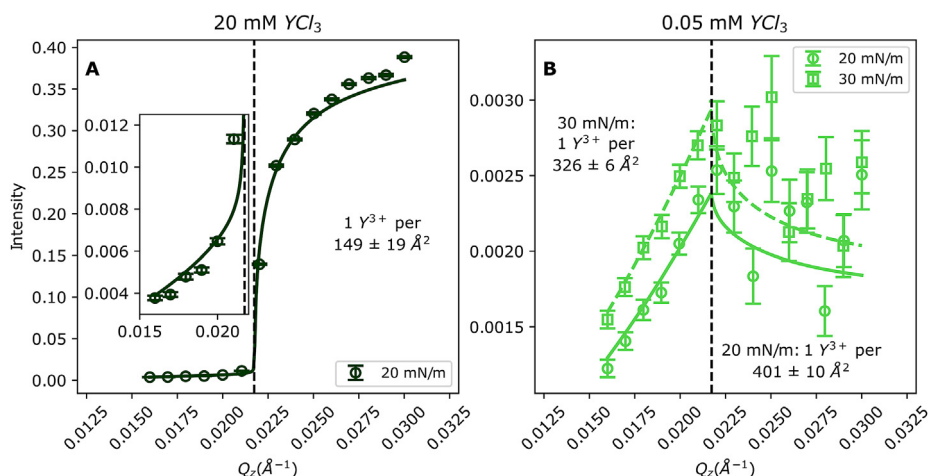 20 mM YCl₃
A
0.40
0.35
0.30
0.25
0.20
0.15
0.10
0.05
0.00
Intensity
0.012
0.010
0.008
0.006
0.004
0.015
0.020
1 Y³⁺ per
149 ± 19 Å²
20 mN/m
0.0125
0.0150
0.0175
0.0200
0.0225
0.0250
0.0275
0.0300
0.0325
Q_z(Å⁻¹)
0.05 mM YCl₃
B
20 mN/m
30 mN/m
0.0030
0.0025
0.0020
0.0015
30 mN/m:
1 Y³⁺ per
326 ± 6 Å²
20 mN/m: 1 Y³⁺ per
401 ± 10 Å²
0.0125
0.0150
0.0175
0.0200
0.0225
0.0250
0.0275
0.0300
0.0325
Q_z(Å⁻¹)